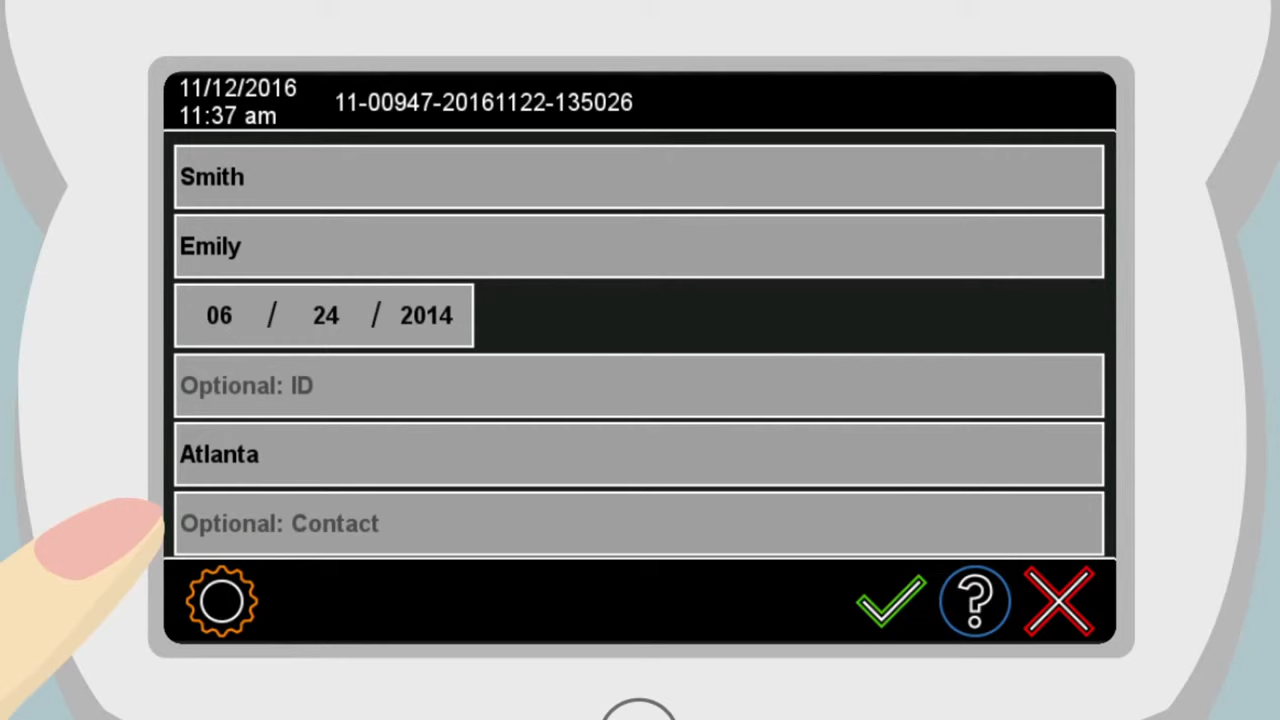 11/12/2016
11:37 am
11-00947-20161122-135026
Smith
Emily
06 / 24 / 2014
Optional: ID
Atlanta
Optional: Contact
?